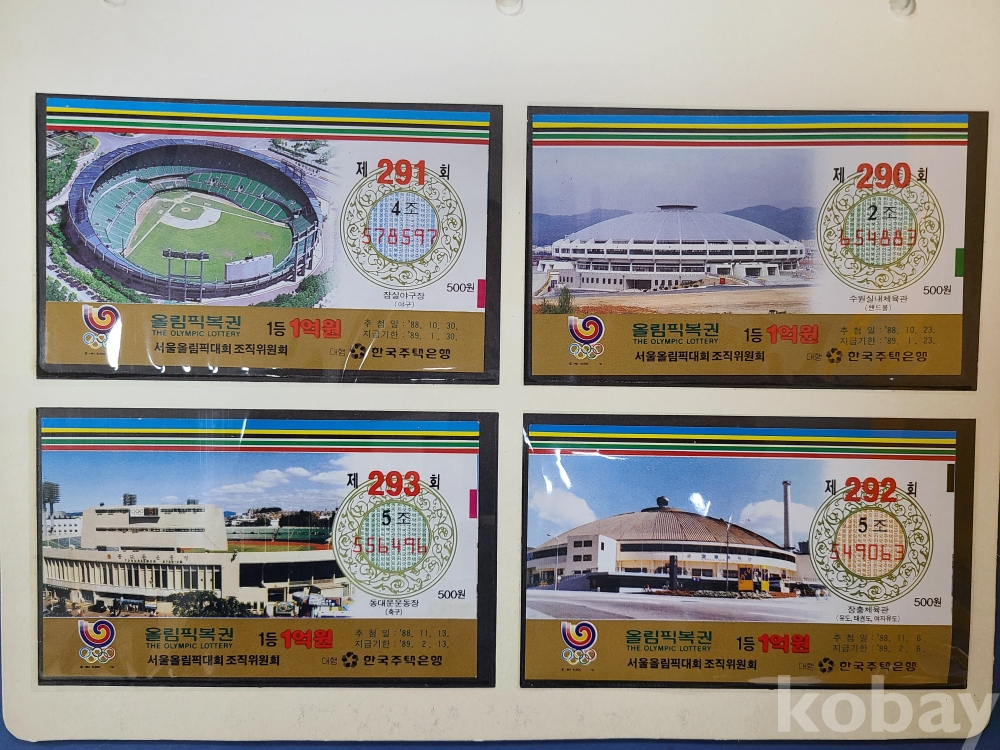 제 291 회
4 조
578597
잠실야구장
(야구)
500원
올림픽복권
THE OLYMPIC LOTTERY
1등 1억원
추 첨 일 : '88. 10. 30.
지급기한 : '89. 1. 30.
서울올림픽대회 조직위원회
대행 한국주택은행
제 290 회
2 조
654883
수원실내체육관
(핸드볼)
500원
올림픽복권
THE OLYMPIC LOTTERY
1등 1억원
추 첨 일 : '88. 10. 23.
지급기한 : '89. 1. 23.
서울올림픽대회 조직위원회
대행 한국주택은행
제 293 회
5 조
556496
동대문운동장
(축구)
500원
올림픽복권
THE OLYMPIC LOTTERY
1등 1억원
추 첨 일 : '88. 11. 13.
지급기한 : '89. 2. 13.
서울올림픽대회 조직위원회
대행 한국주택은행
제 292 회
5 조
549063
장충체육관
(유도, 태권도, 여자유도)
500원
올림픽복권
THE OLYMPIC LOTTERY
1등 1억원
추 첨 일 : '88. 11. 6.
지급기한 : '89. 2. 6.
서울올림픽대회 조직위원회
대행 한국주택은행
kobay